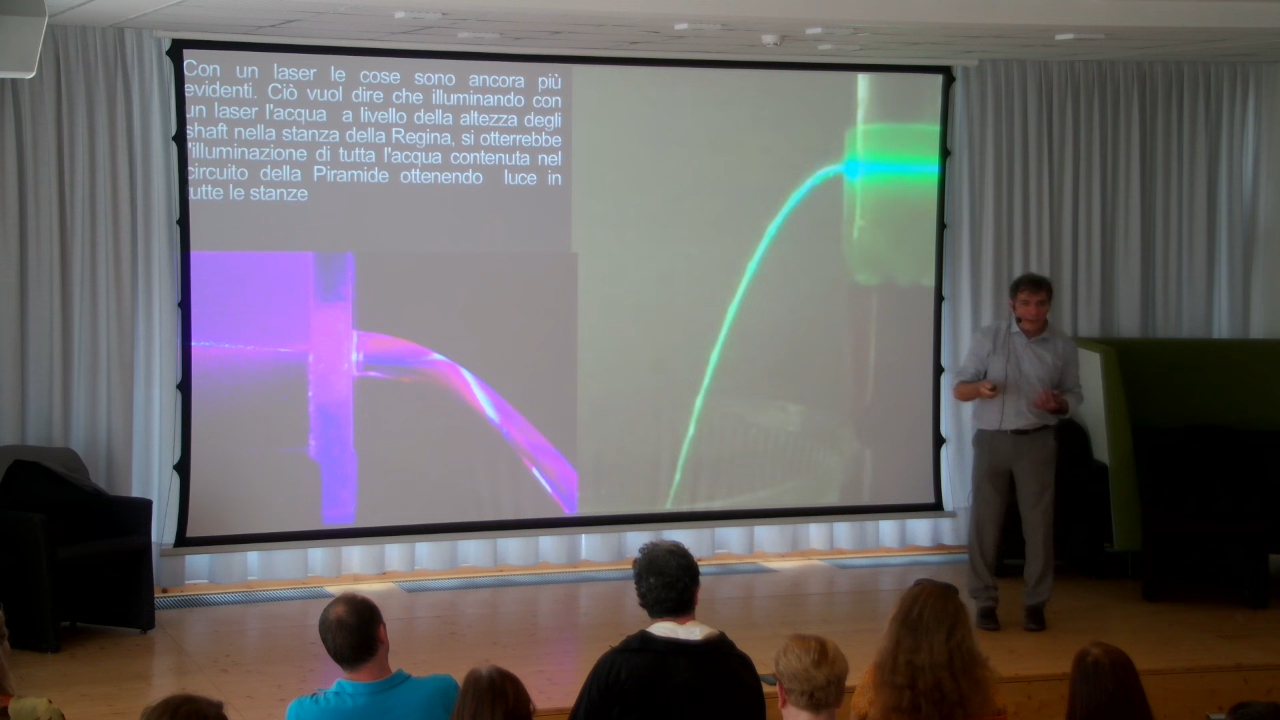 Con un laser le cose sono ancora più
evidenti. Ciò vuol dire che illuminando con
un laser l'acqua a livello della altezza degli
shaft nella stanza della Regina, si otterrebbe
l'illuminazione di tutta l'acqua contenuta nel
circuito della Piramide ottenendo luce in
tutte le stanze